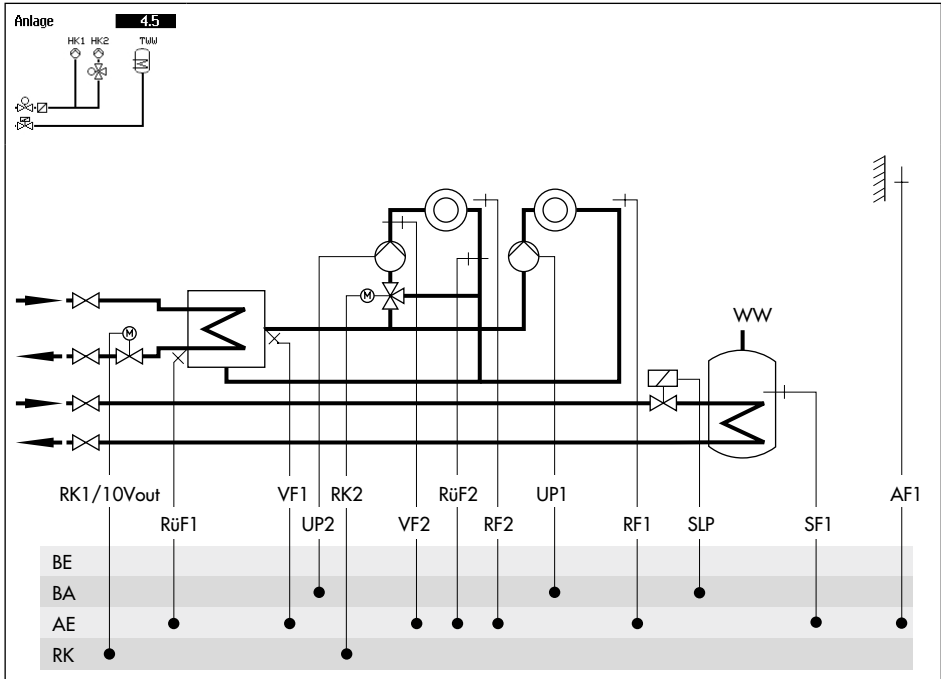 Anlage 4.5
HK1 HK2 TWW
M
M
WW
RK1/10Vout VF1 RK2 RüF2 UP1 AF1
RüF1 UP2 VF2 RF2 RF1 SLP SF1
BE
BA
AE
RK